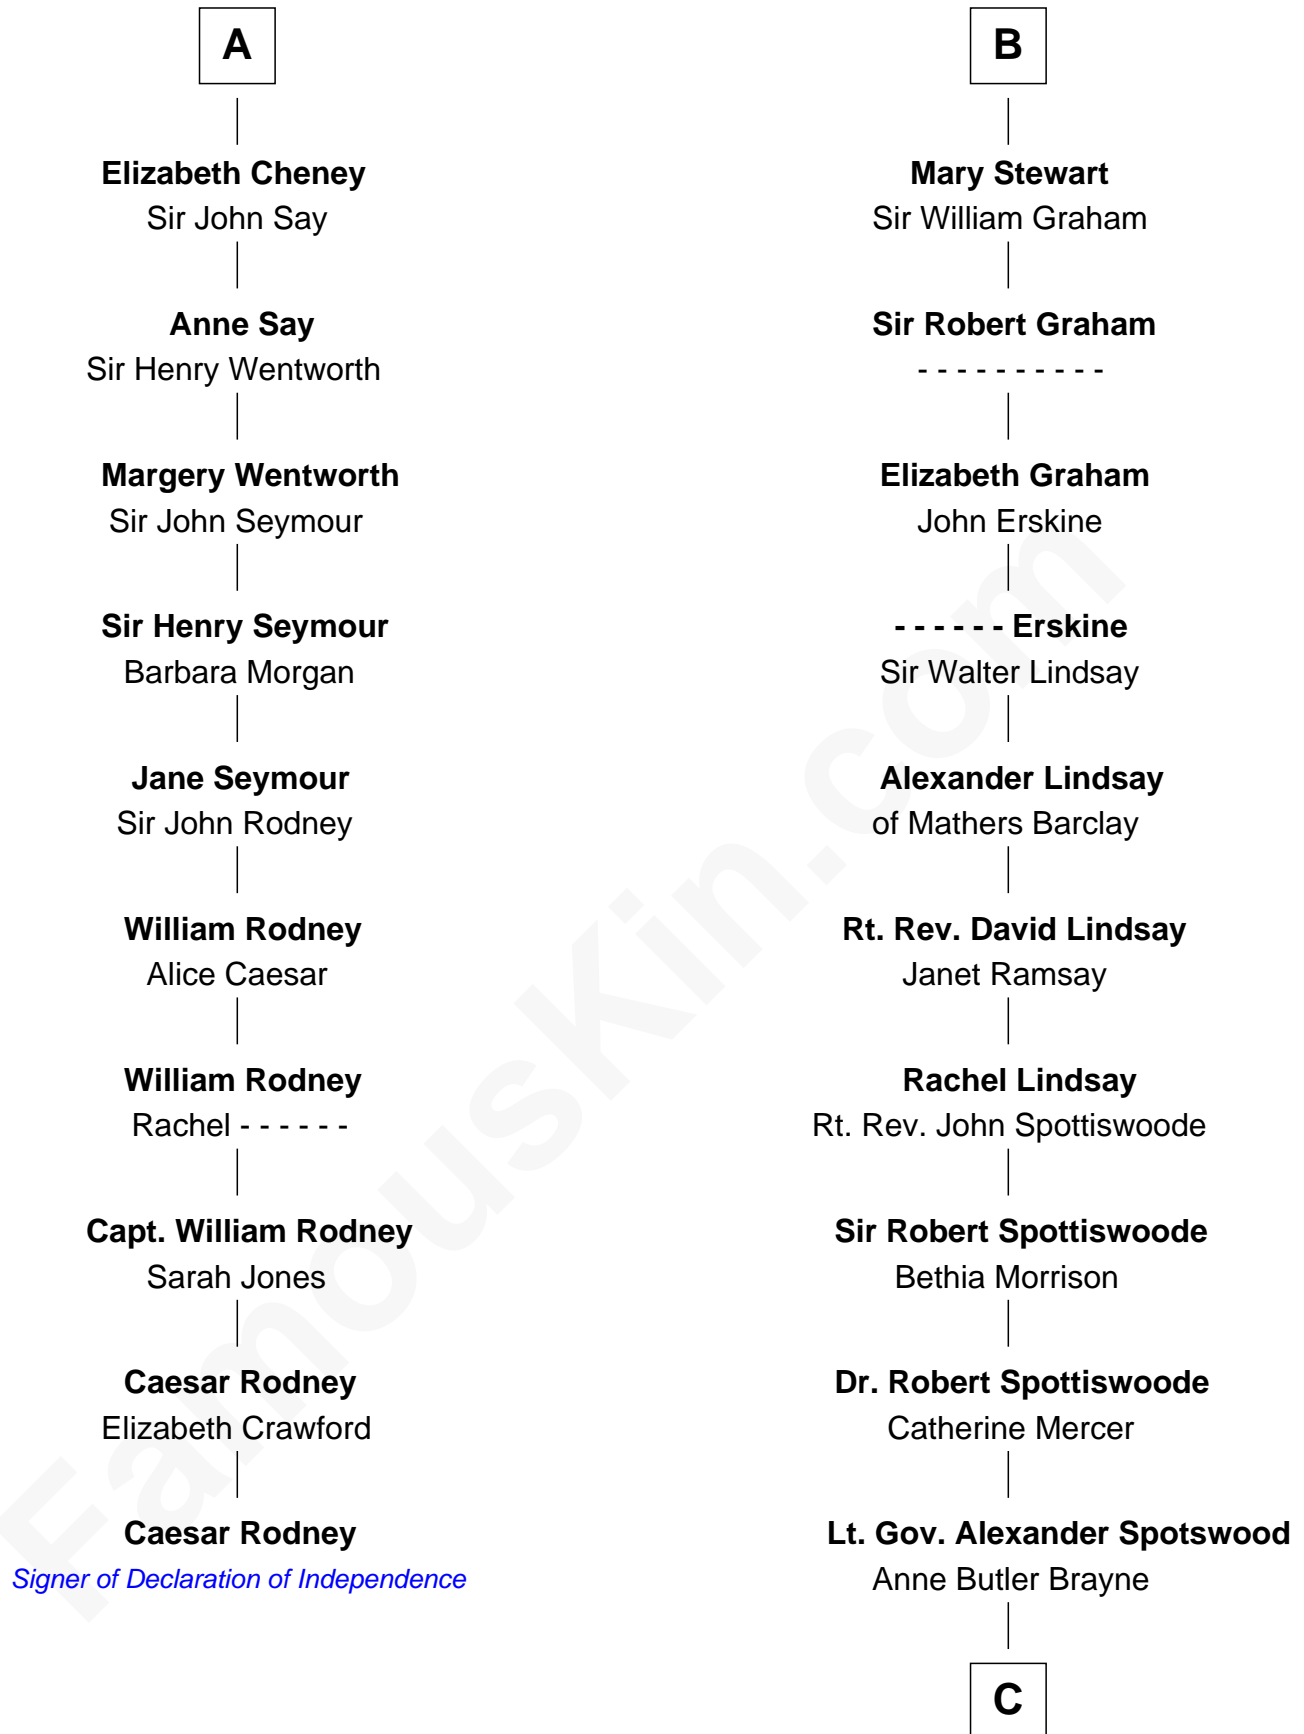 A
Elizabeth Cheney
Sir John Say
Anne Say
Sir Henry Wentworth
Margery Wentworth
Sir John Seymour
Sir Henry Seymour
Barbara Morgan
Jane Seymour
Sir John Rodney
William Rodney
Alice Caesar
William Rodney
Rachel - - - - - -
Capt. William Rodney
Sarah Jones
Caesar Rodney
Elizabeth Crawford
Caesar Rodney
Signer of Declaration of Independence
B
Mary Stewart
Sir William Graham
Sir Robert Graham
- - - - - - - - - -
Elizabeth Graham
John Erskine
- - - - - - Erskine
Sir Walter Lindsay
Alexander Lindsay
of Mathers Barclay
Rt. Rev. David Lindsay
Janet Ramsay
Rachel Lindsay
Rt. Rev. John Spottiswoode
Sir Robert Spottiswoode
Bethia Morrison
Dr. Robert Spottiswoode
Catherine Mercer
Lt. Gov. Alexander Spotswood
Anne Butler Brayne
C
FamousKin.com